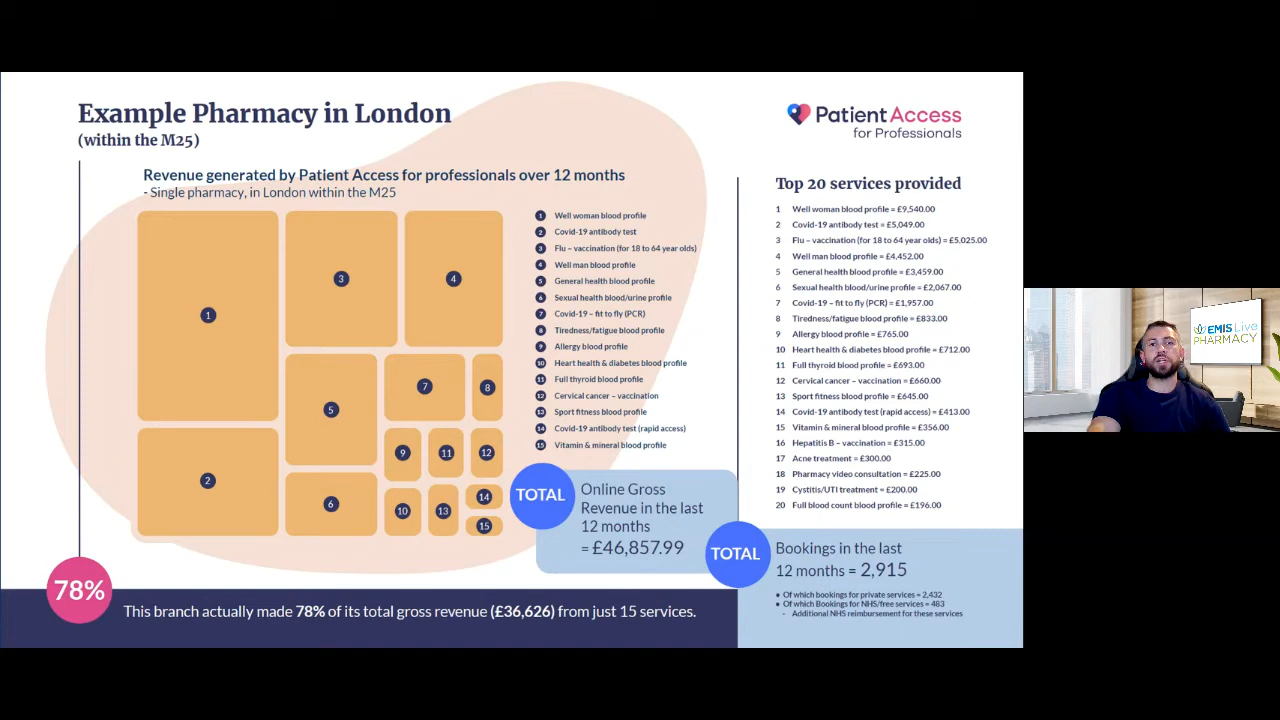 Example Pharmacy in London
(within the M25)
Patient Access
for Professionals
Revenue generated by Patient Access for professionals over 12 months
- Single pharmacy, in London within the M25
1
2
3
4
5
6
7
8
9
10
11
12
13
14
15
1 Well woman blood profile
2 Covid-19 antibody test
3 Flu – vaccination (for 18 to 64 year olds)
4 Well man blood profile
5 General health blood profile
6 Sexual health blood/urine profile
7 Covid-19 – fit to fly (PCR)
8 Tiredness/fatigue blood profile
9 Allergy blood profile
10 Heart health & diabetes blood profile
11 Full thyroid blood profile
12 Cervical cancer – vaccination
13 Sport fitness blood profile
14 Covid-19 antibody test (rapid access)
15 Vitamin & mineral blood profile
TOTAL
Online Gross
Revenue in the last
12 months
= £46,857.99
Top 20 services provided
1 Well woman blood profile = £9,540.00
2 Covid-19 antibody test = £5,049.00
3 Flu – vaccination (for 18 to 64 year olds) = £5,025.00
4 Well man blood profile = £4,452.00
5 General health blood profile = £3,459.00
6 Sexual health blood/urine profile = £2,067.00
7 Covid-19 – fit to fly (PCR) = £1,957.00
8 Tiredness/fatigue blood profile = £833.00
9 Allergy blood profile = £765.00
10 Heart health & diabetes blood profile = £712.00
11 Full thyroid blood profile = £693.00
12 Cervical cancer – vaccination = £660.00
13 Sport fitness blood profile = £645.00
14 Covid-19 antibody test (rapid access) = £413.00
15 Vitamin & mineral blood profile = £356.00
16 Hepatitis B – vaccination = £315.00
17 Acne treatment = £300.00
18 Pharmacy video consultation = £225.00
19 Cystitis/UTI treatment = £200.00
20 Full blood count blood profile = £196.00
TOTAL
Bookings in the last
12 months = 2,915
• Of which bookings for private services = 2,432
• Of which Bookings for NHS/free services = 483
- Additional NHS reimbursement for these services
78%
This branch actually made 78% of its total gross revenue (£36,626) from just 15 services.
EMIS Live
PHARMACY